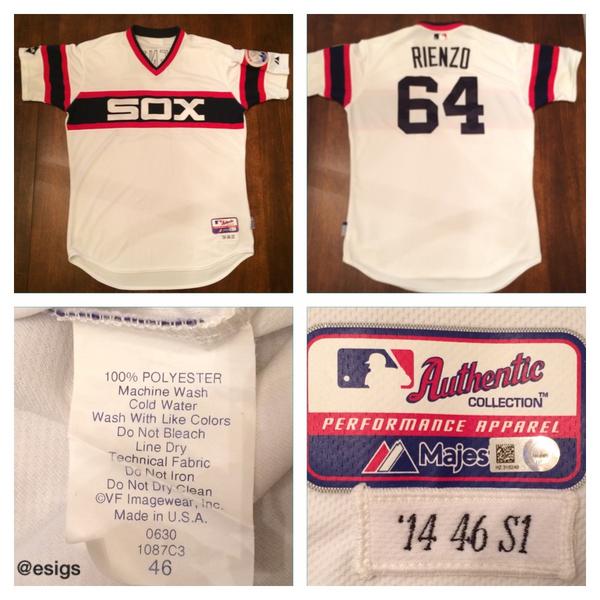 SOX
RIENZO
64
100% POLYESTER
Machine Wash
Cold Water
Wash With Like Colors
Do Not Bleach
Line Dry
Technical Fabric
Do Not Iron
Do Not Dry Clean
©VF Imagewear, Inc.
Made in U.S.A.
0630
1087C3
46
@esigs
Authentic
COLLECTION™
PERFORMANCE APPAREL
Majes
'14 46 S1